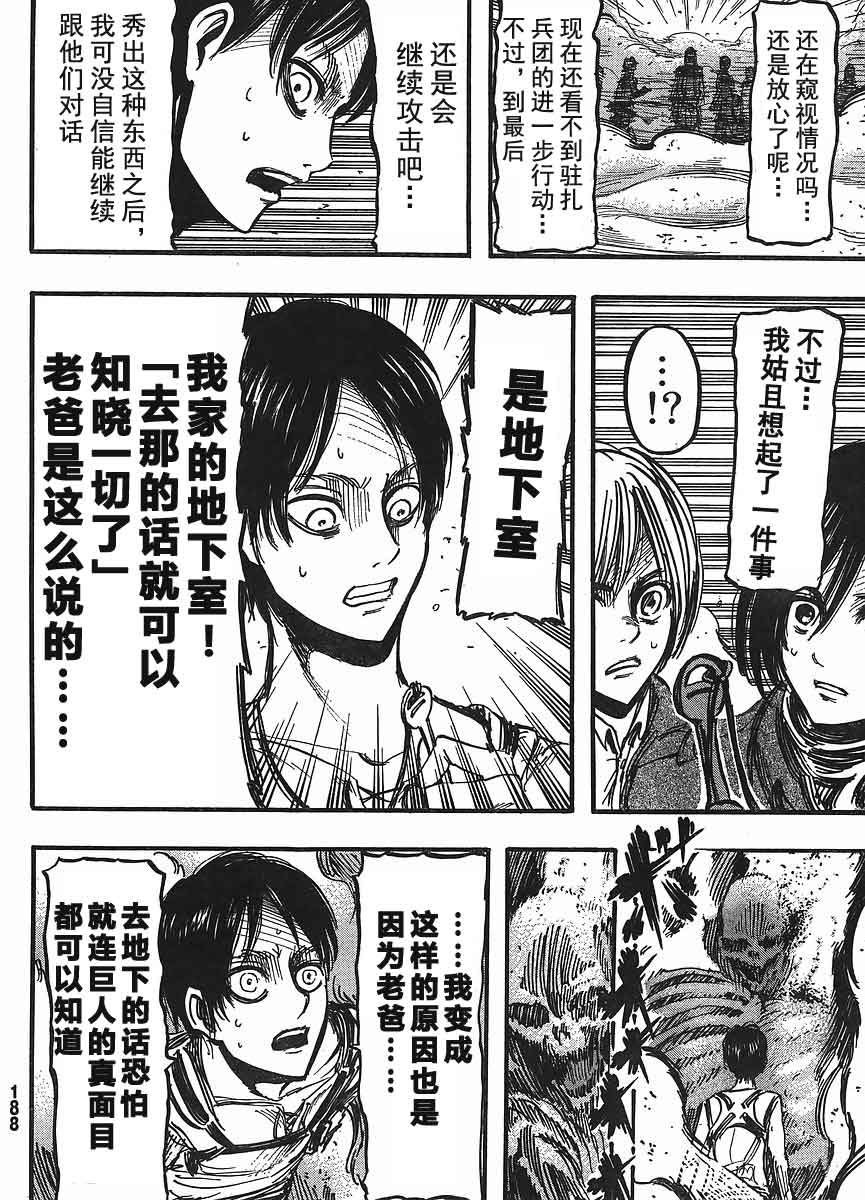 还在窥视情况吗…
还是放心了呢…
现在还看不到驻扎
兵团的进一步行动…
不过，到最后
还是会
继续攻击吧…
秀出这种东西之后，
我可没自信能继续
跟他们对话
不过…
我姑且想起了一件事
…!?
是地下室
我家的地下室！
「去那的话就可以
知晓一切了」
老爸是这么说的……
ドォ
……我变成
这样的原因也是
因为老爸……
去地下的话恐怕
就连巨人的真面目
都可以知道
188